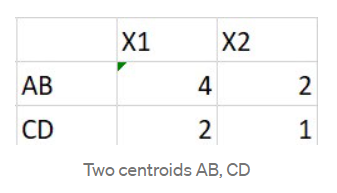 X1 X2
AB 4 2
CD 2 1
Two centroids AB, CD